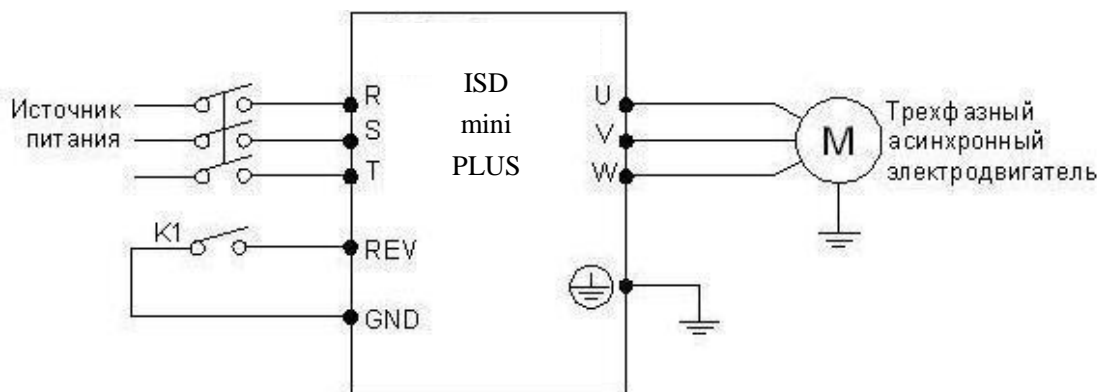 Источник
питания
R
S
T
K1
REV
GND
ISD
mini
PLUS
U
V
W
M
Трехфазный
асинхронный
электродвигатель